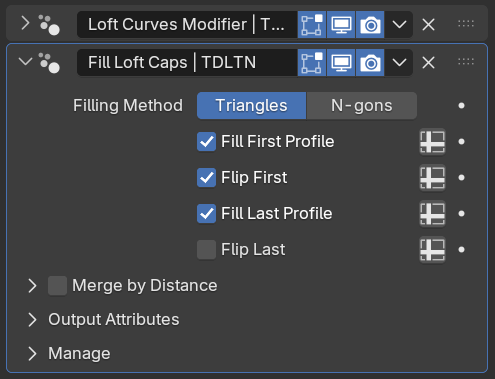 Loft Curves Modifier | T...
Fill Loft Caps | TDLTN
Filling Method Triangles N-gons
Fill First Profile
Flip First
Fill Last Profile
Flip Last
Merge by Distance
Output Attributes
Manage